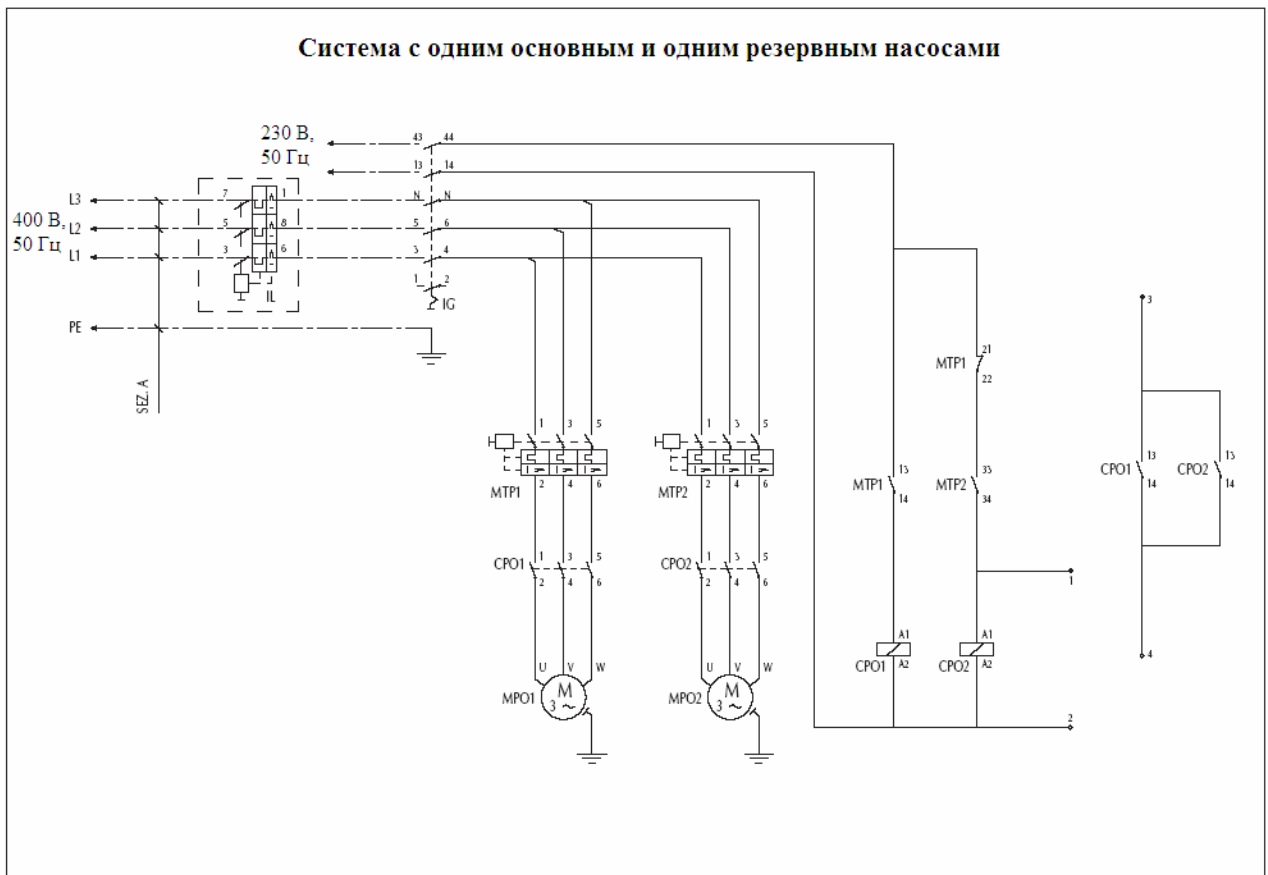 Система с одним основным и одним резервным насосами
230 В,
50 Гц
43 44
13 14
L3 7 1 N N
400 В,
50 Гц
L2 5 8 5 6
L1 3 6 3 4
1 2
IL
IG
PE
SEZ. A
MTP1 21
22
3
1 3 5
1 3 5
MTP1 2 4 6
MTP2 2 4 6
MTP1 13
14
MTP2 33
34
CPO1 13
14
CPO2 13
14
CPO1 1 3 5
2 4 6
CPO2 1 3 5
2 4 6
1
CPO1 A1
A2
CPO2 A1
A2
4
U V W
MPO1 M
3 ~
U V W
MPO2 M
3 ~
2